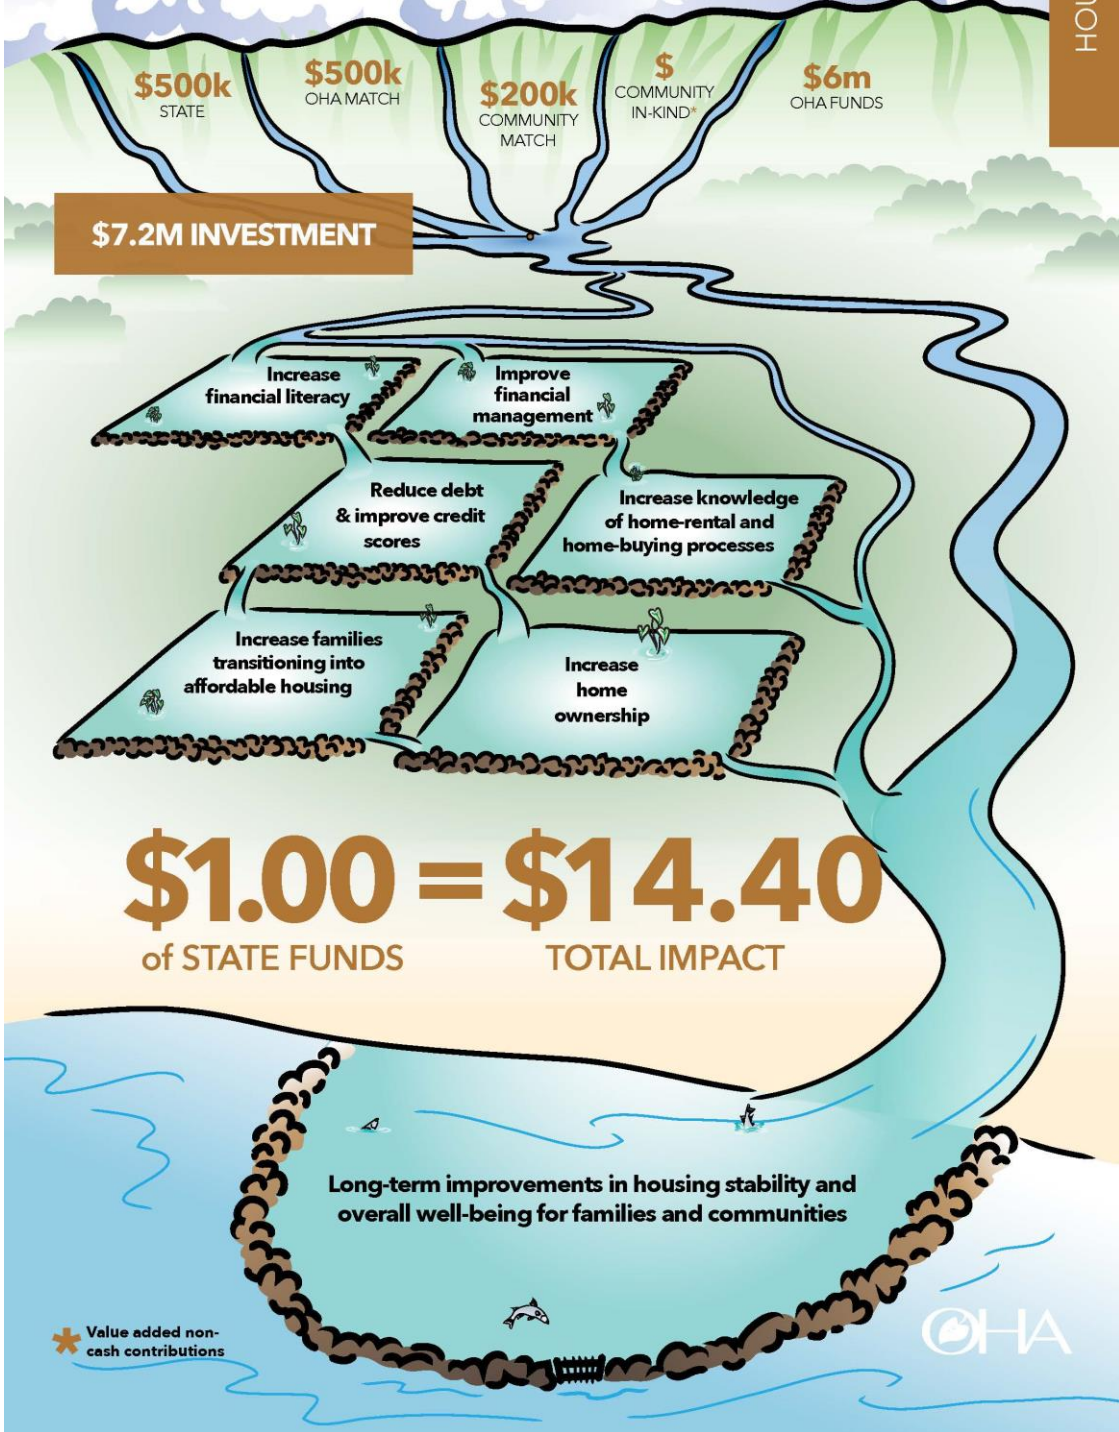 HOU
$500k
STATE
$500k
OHA MATCH
$200k
COMMUNITY
MATCH
$
COMMUNITY
IN-KIND*
$6m
OHA FUNDS
$7.2M INVESTMENT
Increase
financial literacy
Improve
financial
management
Reduce debt
& improve credit
scores
Increase knowledge
of home-rental and
home-buying processes
Increase families
transitioning into
affordable housing
Increase
home
ownership
$1.00 = $14.40
of STATE FUNDS TOTAL IMPACT
Long-term improvements in housing stability and
overall well-being for families and communities
* Value added non-
cash contributions
OHA